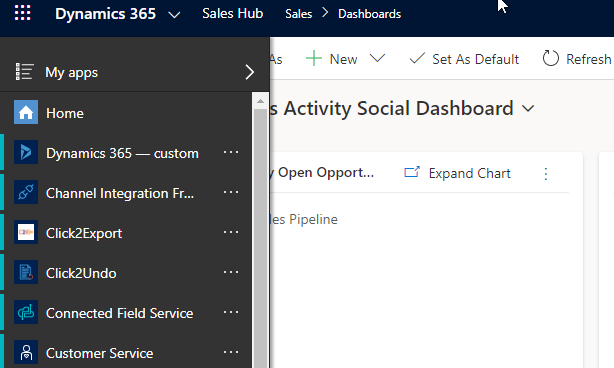 Dynamics 365 Sales Hub Sales Dashboards
My apps
As New Set As Default Refresh
Home
s Activity Social Dashboard
Dynamics 365 — custom
y Open Opport... Expand Chart
Channel Integration Fr...
les Pipeline
Click2Export
Click2Undo
Connected Field Service
Customer Service